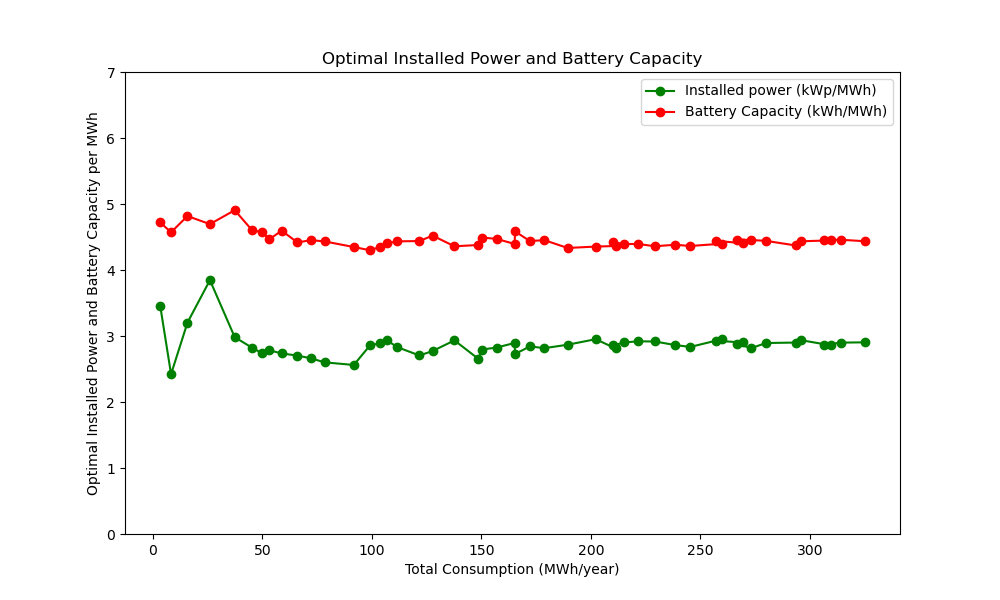 Optimal Installed Power and Battery Capacity
Installed power (kWp/MWh)
Battery Capacity (kWh/MWh)
Optimal Installed Power and Battery Capacity per MWh
7
6
5
4
3
2
1
0
0 50 100 150 200 250 300
Total Consumption (MWh/year)